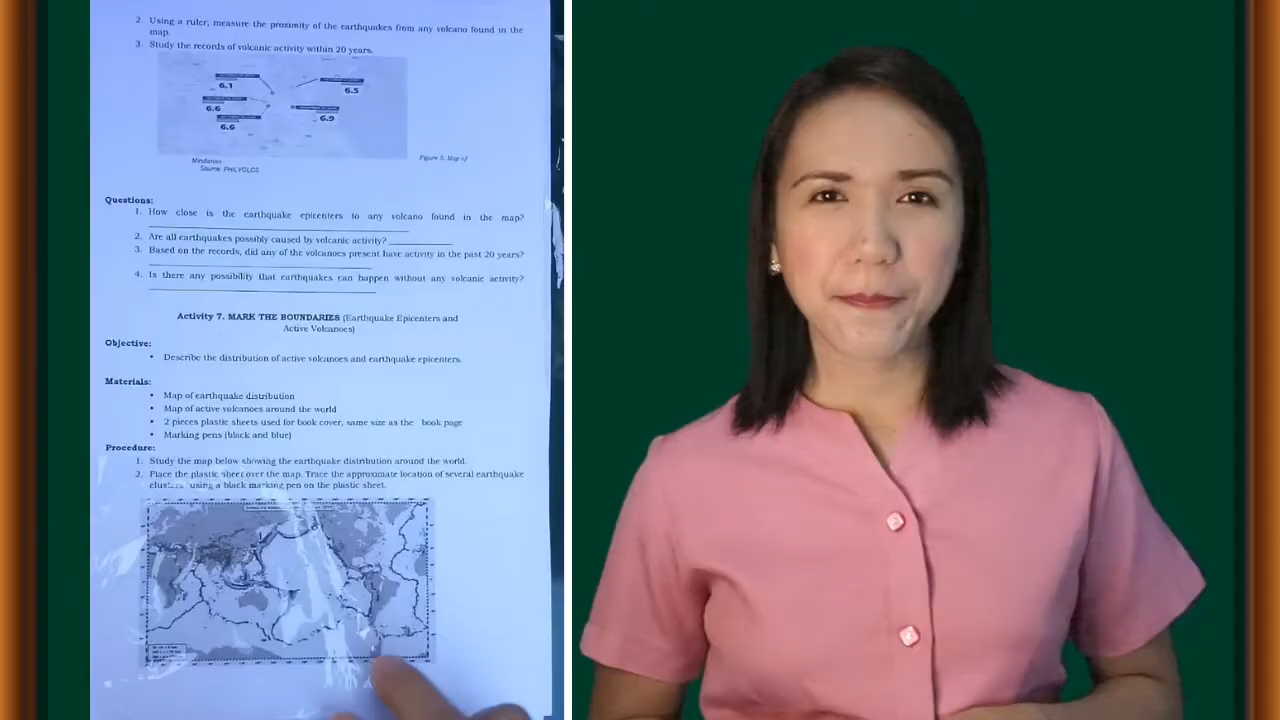 2. Using a ruler, measure the proximity of the earthquakes from any volcano found in the
map.
3. Study the records of volcanic activity within 20 years.
6.1
6.5
6.6
6.9
6.6
Mindanao
Figure 5. Map of
Source: PHILVOLCS
Questions:
1. How close is the earthquake epicenters to any volcano found in the map?
2. Are all earthquakes possibly caused by volcanic activity?
3. Based on the records, did any of the volcanoes present have activity in the past 20 years?
4. Is there any possibility that earthquakes can happen without any volcanic activity?
Activity 7. MARK THE BOUNDARIES (Earthquake Epicenters and
Active Volcanoes)
Objective:
• Describe the distribution of active volcanoes and earthquake epicenters.
Materials:
• Map of earthquake distribution
• Map of active volcanoes around the world
• 2 pieces plastic sheets used for book cover, same size as the book page
• Marking pens (black and blue)
Procedure:
1. Study the map below showing the earthquake distribution around the world.
2. Place the plastic sheet over the map. Trace the approximate location of several earthquake
clusters using a black marking pen on the plastic sheet.